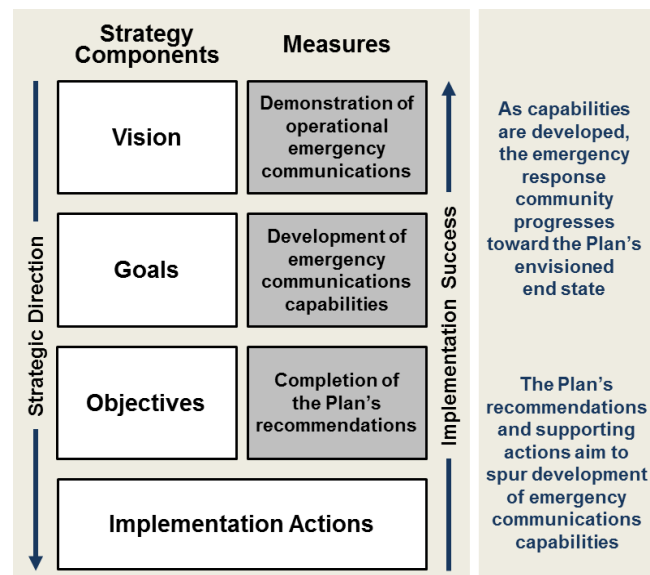 Strategy
Components
Measures
Strategic Direction
Vision
Demonstration of
operational
emergency
communications
Goals
Development of
emergency
communications
capabilities
Objectives
Completion of
the Plan's
recommendations
Implementation Actions
Implementation Success
As capabilities
are developed,
the emergency
response
community
progresses
toward the Plan's
envisioned
end state
The Plan's
recommendations
and supporting
actions aim to
spur development
of emergency
communications
capabilities